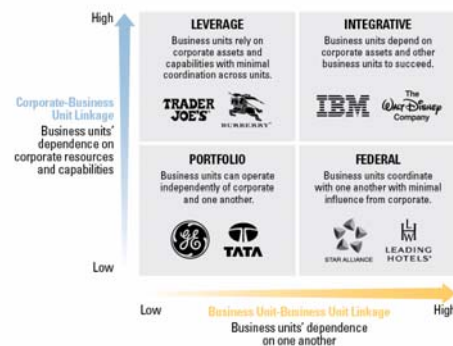 High
LEVERAGE
Business units rely on
corporate assets and
capabilities with minimal
coordination across units.
TRADER
JOE'S
BURBERRY
INTEGRATIVE
Business units depend on
corporate assets and other
business units to succeed.
IBM
The
WALT DISNEY
Company
Corporate-Business
Unit Linkage
Business units'
dependence on
corporate resources
and capabilities
PORTFOLIO
Business units can operate
independently of corporate
and one another.
GE
TATA
FEDERAL
Business units coordinate
with one another with minimal
influence from corporate.
STAR ALLIANCE
LHW
LEADING
HOTELS
Low
Low
Business Unit-Business Unit Linkage
High
Business units' dependence
on one another